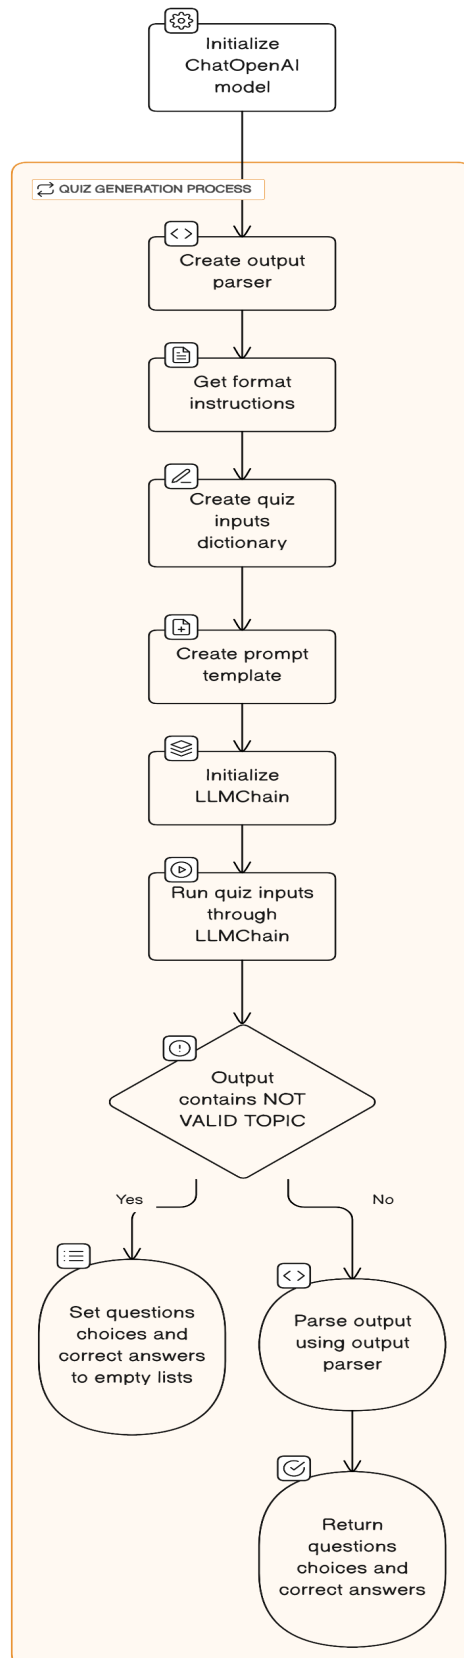 Initialize
ChatOpenAI
model
QUIZ GENERATION PROCESS
Create output
parser
Get format
instructions
Create quiz
inputs
dictionary
Create prompt
template
Initialize
LLMChain
Run quiz inputs
through
LLMChain
Output
contains NOT
VALID TOPIC
Yes
No
Set questions
choices and
correct answers
to empty lists
Parse output
using output
parser
Return
questions
choices and
correct answers